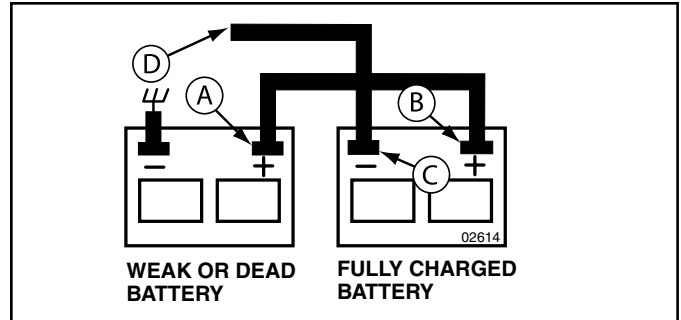 D
A
B
− +
− +
C
02614
WEAK OR DEAD
BATTERY
FULLY CHARGED
BATTERY